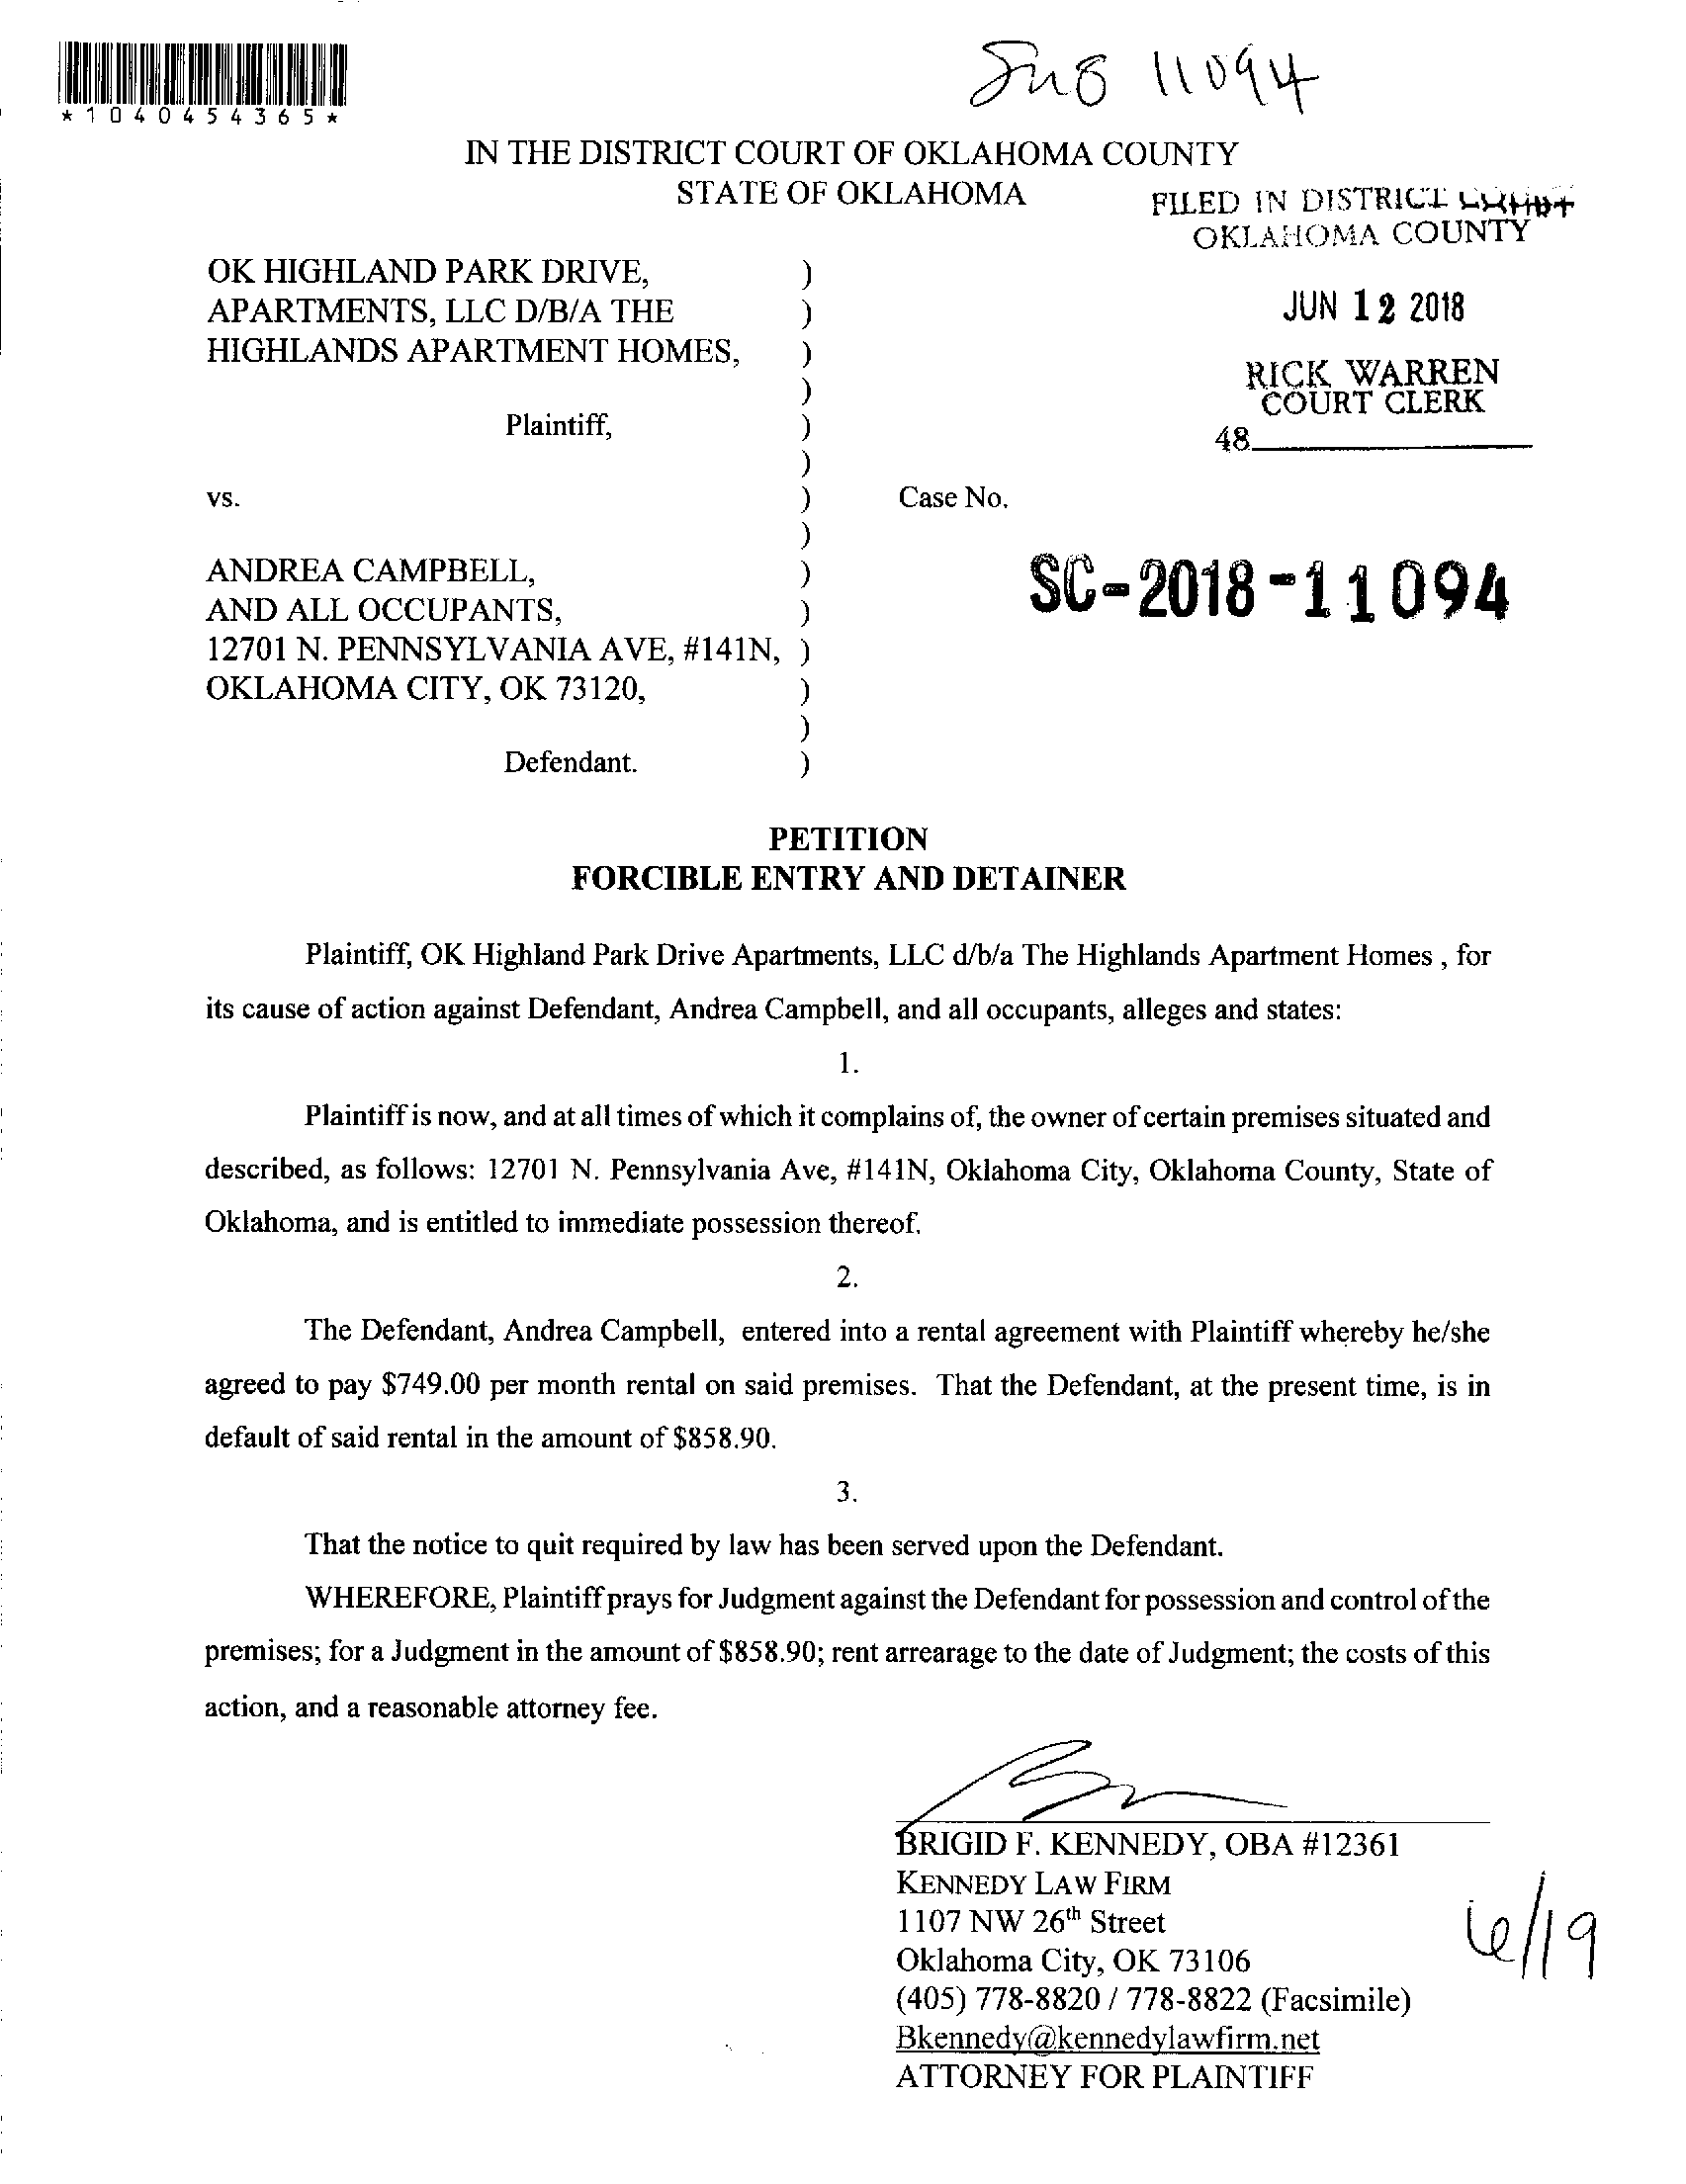 *1040454365*
11094
IN THE DISTRICT COURT OF OKLAHOMA COUNTY
STATE OF OKLAHOMA
FILED IN DISTRICT
OKLAHOMA COUNTY
JUN 12 2018
RICK WARREN
COURT CLERK
48
OK HIGHLAND PARK DRIVE, )
APARTMENTS, LLC D/B/A THE )
HIGHLANDS APARTMENT HOMES, )
)
Plaintiff, )
)
vs. ) Case No.
)
ANDREA CAMPBELL, ) SC-2018-11094
AND ALL OCCUPANTS, )
12701 N. PENNSYLVANIA AVE, #141N, )
OKLAHOMA CITY, OK 73120, )
)
Defendant. )
PETITION
FORCIBLE ENTRY AND DETAINER
Plaintiff, OK Highland Park Drive Apartments, LLC d/b/a The Highlands Apartment Homes , for
its cause of action against Defendant, Andrea Campbell, and all occupants, alleges and states:
1.
Plaintiff is now, and at all times of which it complains of, the owner of certain premises situated and
described, as follows: 12701 N. Pennsylvania Ave, #141N, Oklahoma City, Oklahoma County, State of
Oklahoma, and is entitled to immediate possession thereof.
2.
The Defendant, Andrea Campbell, entered into a rental agreement with Plaintiff whereby he/she
agreed to pay $749.00 per month rental on said premises. That the Defendant, at the present time, is in
default of said rental in the amount of $858.90.
3.
That the notice to quit required by law has been served upon the Defendant.
WHEREFORE, Plaintiff prays for Judgment against the Defendant for possession and control of the
premises; for a Judgment in the amount of $858.90; rent arrearage to the date of Judgment; the costs of this
action, and a reasonable attorney fee.
BRIGID F. KENNEDY, OBA #12361
KENNEDY LAW FIRM
1107 NW 26th Street
Oklahoma City, OK 73106
(405) 778-8820 / 778-8822 (Facsimile)
Bkennedy@kennedylawfirm.net
ATTORNEY FOR PLAINTIFF
6/19